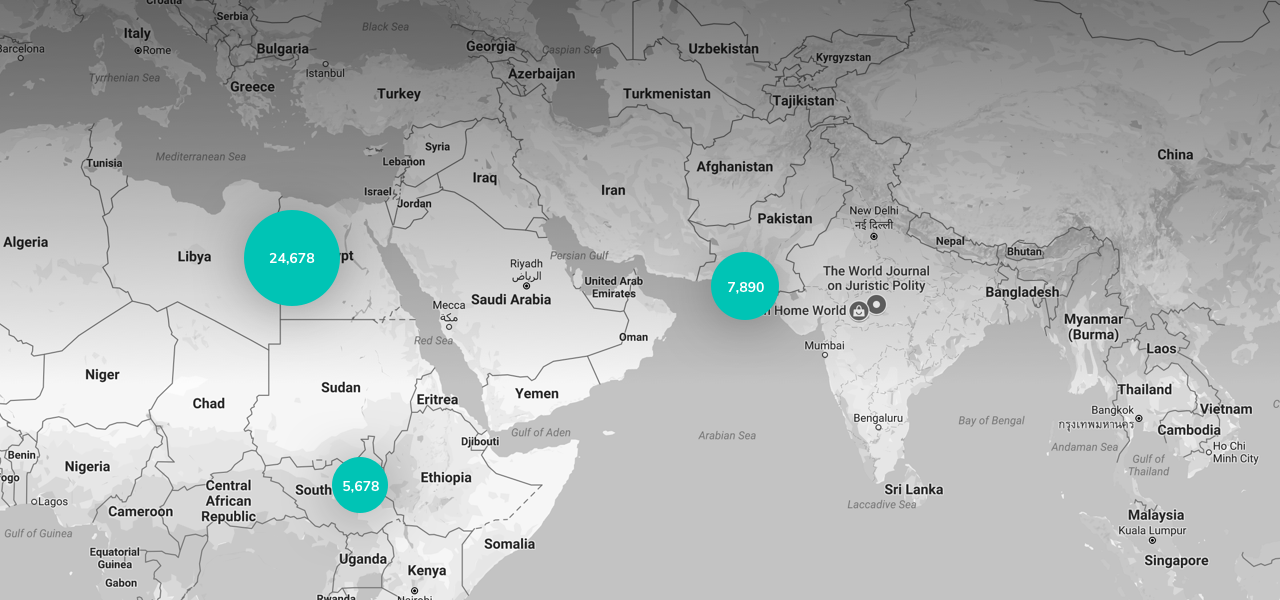 Croatia
Serbia
Italy
Rome
Barcelona
Tyrrhenian Sea
Bulgaria
Black Sea
Istanbul
Greece
Georgia
Caspian Sea
Azerbaijan
Turkey
Uzbekistan
Kyrgyzstan
Turkmenistan
Tajikistan
China
Tunisia
Mediterranean Sea
Syria
Lebanon
Israel
Jordan
Iraq
Iran
Afghanistan
Pakistan
New Delhi
नई दिल्ली
Nepal
Bhutan
Algeria
Libya
24,678
pt
Riyadh
الرياض
Persian Gulf
United Arab
Emirates
Saudi Arabia
Mecca
مكة
Red Sea
Oman
7,890
The World Journal
on Juristic Polity
Home World
Bangladesh
Mumbai
Myanmar
(Burma)
Laos
Niger
Chad
Sudan
Eritrea
Yemen
Gulf of Aden
Djibouti
Arabian Sea
Bengaluru
Bay of Bengal
Thailand
Bangkok
กรุงเทพมหานคร
Vietnam
Cambodia
Andaman Sea
Gulf of
Thailand
Ho Chi
Minh City
Benin
Togo
Nigeria
Lagos
Cameroon
Central
African
Republic
South
5,678
Ethiopia
Sri Lanka
Laccadive Sea
Malaysia
Kuala Lumpur
Singapore
Gulf of Guinea
Equatorial
Guinea
Gabon
Uganda
Kenya
Nairobi
Rwanda
Somalia